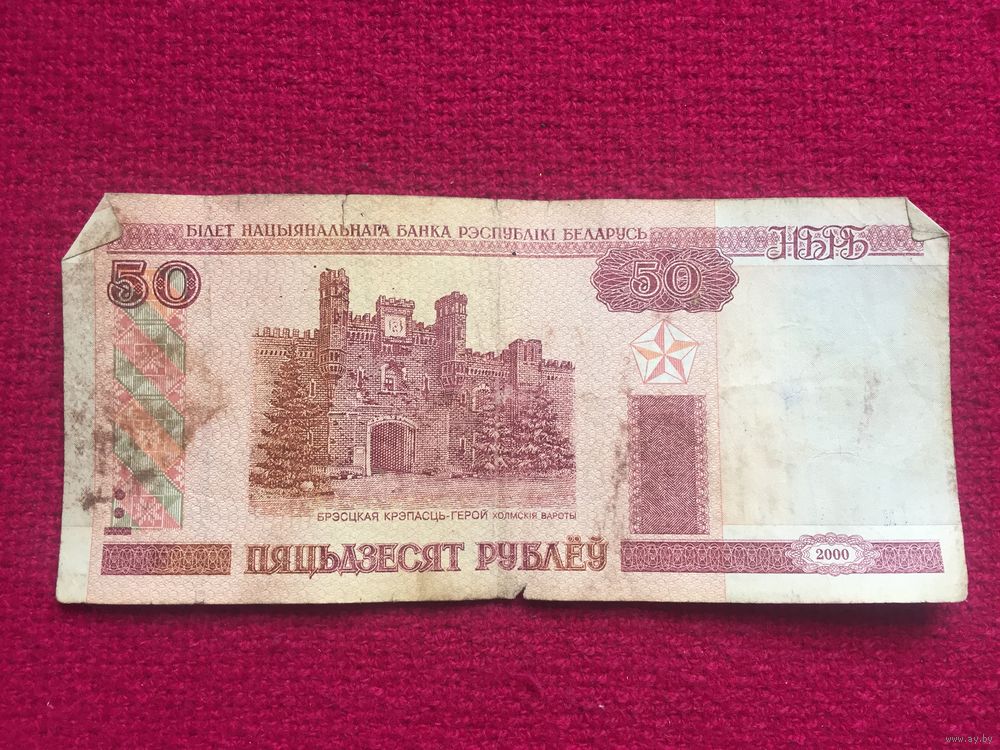 БІЛЕТ НАЦЫЯНАЛЬНАГА БАНКА РЭСПУБЛІКІ БЕЛАРУСЬ
НБРБ
50
50
БРЭСЦКАЯ КРЭПАСЦЬ-ГЕРОЙ ХОЛМСКІЯ ВАРОТЫ
ПЯЦЬДЗЕСЯТ РУБЛЁЎ
2000
www.ay.by